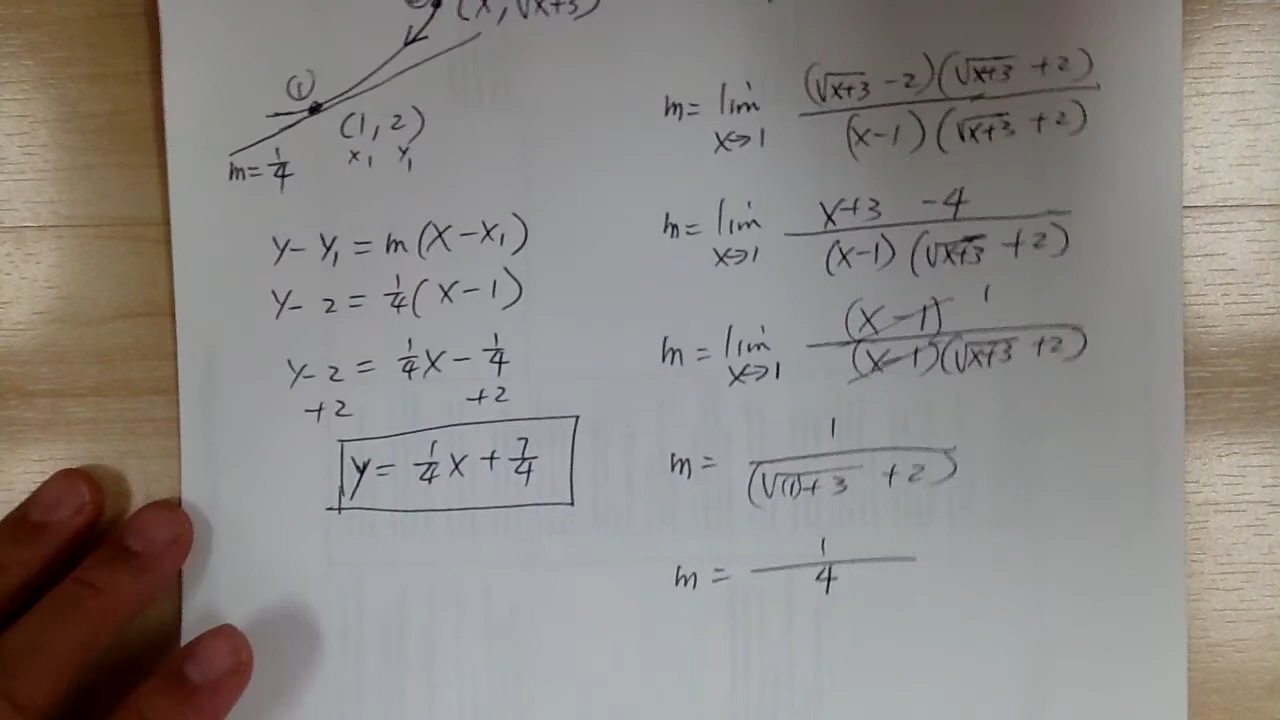 (x, √x+3)
①
(1, 2)
x₁ y₁
m = 1/4
y - y₁ = m(x - x₁)
y - 2 = 1/4(x - 1)
y - 2 = 1/4x - 1/4
+2 +2
y = 1/4x + 7/4
m = lim x→1 (√x+3 - 2)(√x+3 + 2) / (x-1)(√x+3 + 2)
m = lim x→1 x+3 -4 / (x-1)(√x+3 + 2)
m = lim x→1 (x-1) 1 / (x-1)(√x+3 + 2)
m = 1 / (√(1)+3 + 2)
m = 1/4